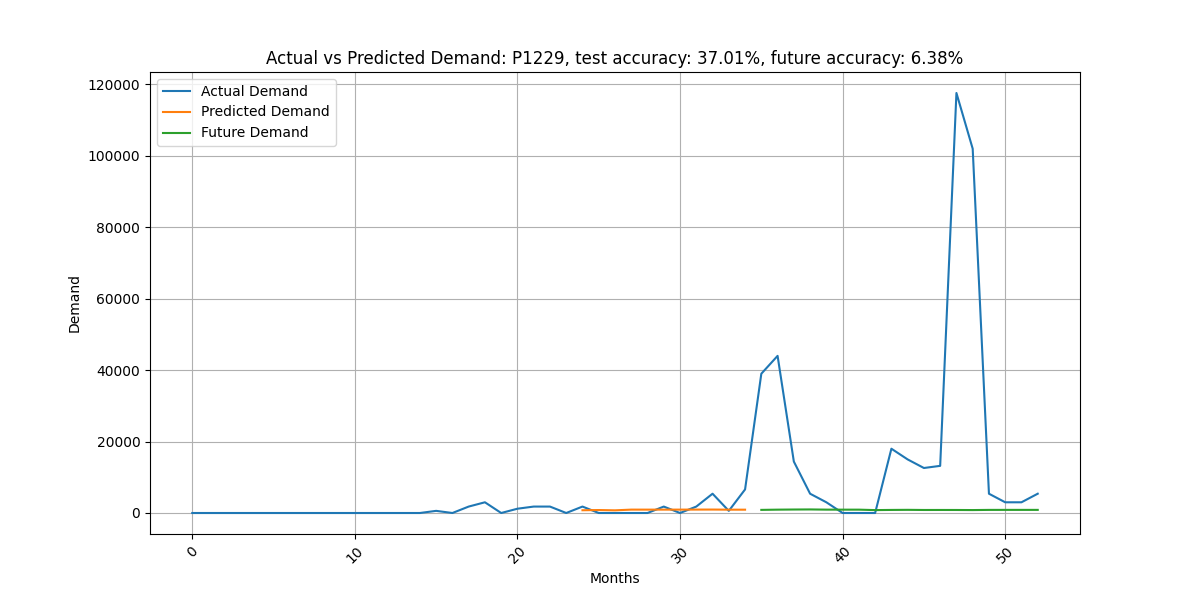 Actual vs Predicted Demand: P1229, test accuracy: 37.01%, future accuracy: 6.38%
Actual Demand
Predicted Demand
Future Demand
120000
100000
80000
60000
40000
20000
0
Demand
0
10
20
30
40
50
Months